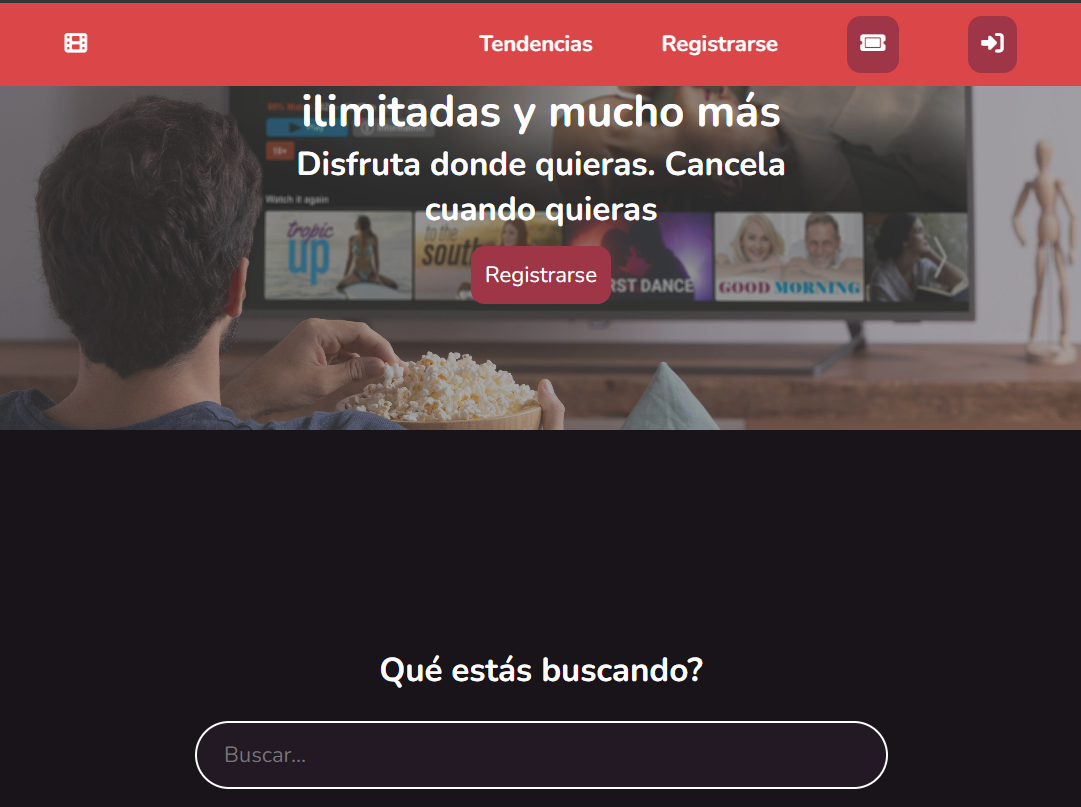 Tendencias
Registrarse
ilimitadas y mucho más
Disfruta donde quieras. Cancela
cuando quieras
Watch it again
tropic
up
to the
south
RST DANCE
GOOD MORNING
Registrarse
Qué estás buscando?
Buscar...